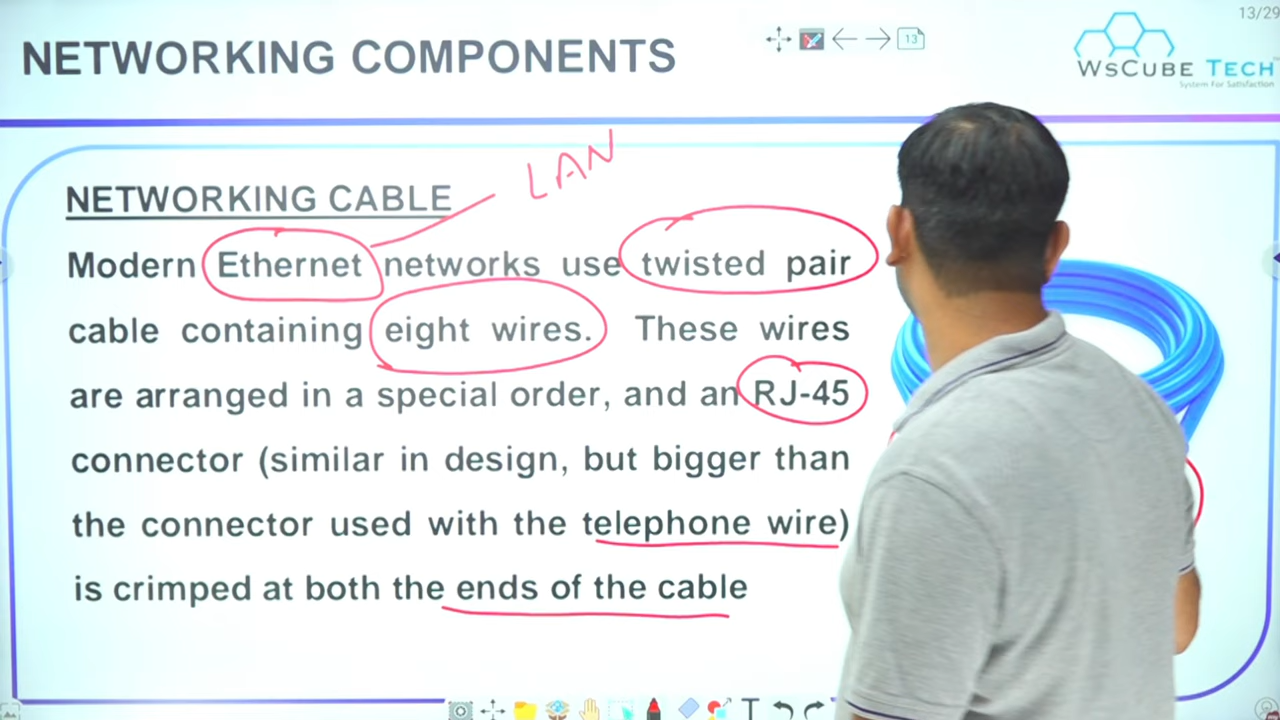 13/29
NETWORKING COMPONENTS
13
WSCUBE TECH
System For Satisfaction
LAN
NETWORKING CABLE
Modern Ethernet networks use twisted pair
cable containing eight wires. These wires
are arranged in a special order, and an RJ-45
connector (similar in design, but bigger than
the connector used with the telephone wire)
is crimped at both the ends of the cable
T